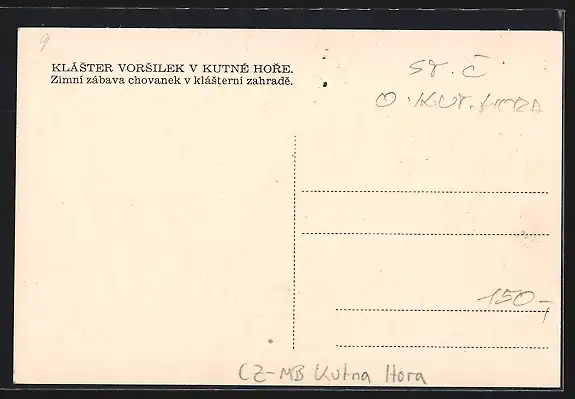 9
KLÁŠTER VORŠILEK V KUTNÉ HOŘE.
Zimní zábava chovanek v klášterní zahradě.
ST. Č
O. KUT. HORA
150,-
CZ-MB Kutna Hora